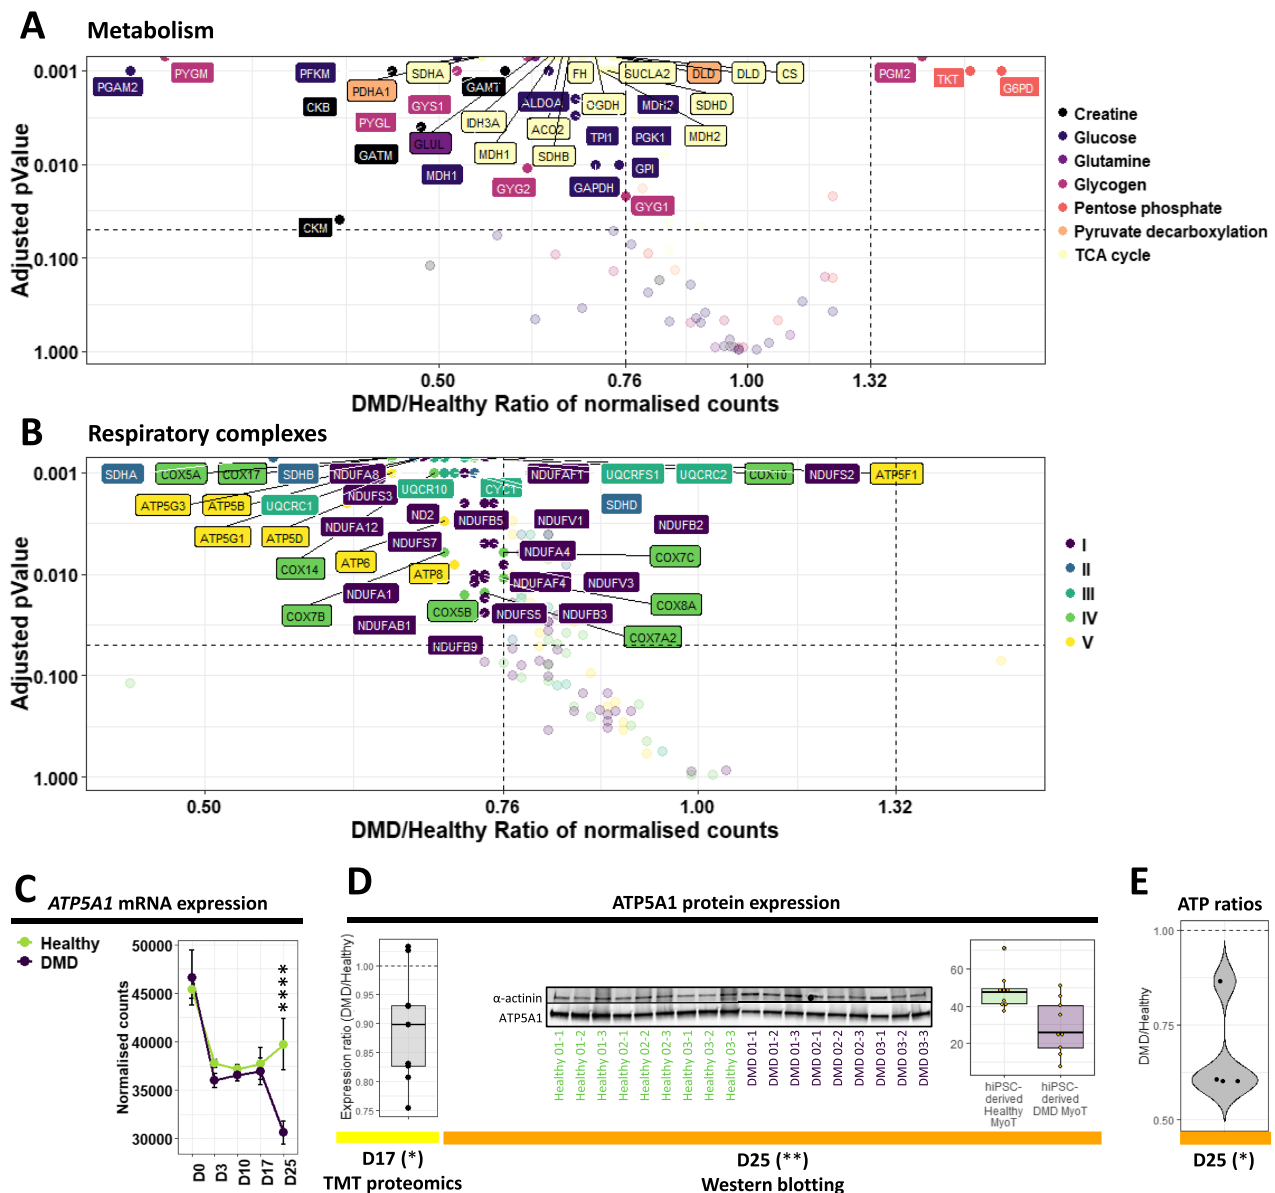 A Metabolism
0.001
0.010
0.100
1.000
Adjusted pValue
PGAM2
PYGM
PFKM
CKB
PDHA1
SDHA
GAMT
FH
SUCLA2
DLD
DLD
CS
PGM2
TKT
G6PD
PYGL
GYS1
ALDOA
OGDH
MDH2
SDHD
GATM
GLUL
IDH3A
ACO2
TPI1
PGK1
MDH2
MDH1
MDH1
SDHB
GYG2
GAPDH
GPI
GYG1
CKM
0.50
0.76
1.00
1.32
DMD/Healthy Ratio of normalised counts
Creatine
Glucose
Glutamine
Glycogen
Pentose phosphate
Pyruvate decarboxylation
TCA cycle
B Respiratory complexes
0.001
0.010
0.100
1.000
Adjusted pValue
SDHA
COX5A
COX17
SDHB
NDUFA8
NDUFAF1
UQCRFS1
UQCRC2
COX10
NDUFS2
ATP5F1
ATP5G3
ATP5B
UQCRC1
NDUFS3
UQCR10
CYC1
SDHD
ATP5G1
ATP5D
NDUFA12
ND2
NDUFB5
NDUFV1
NDUFB2
COX14
ATP6
NDUFS7
ATP8
NDUFA4
COX7C
COX7B
NDUFA1
NDUFAF4
NDUFV3
COX8A
NDUFAB1
COX5B
NDUFS5
NDUFB3
COX7A2
NDUFB9
0.50
0.76
1.00
1.32
DMD/Healthy Ratio of normalised counts
I
II
III
IV
V
C
ATP5A1 mRNA expression
Healthy
DMD
Normalised counts
50000
45000
40000
35000
30000
****
D0
D3
D10
D17
D25
D
ATP5A1 protein expression
Expression ratio (DMD/Healthy)
1.00
0.95
0.90
0.85
0.80
0.75
D17 (*)
TMT proteomics
α-actinin
ATP5A1
Healthy 01-1
Healthy 01-2
Healthy 01-3
Healthy 02-1
Healthy 02-2
Healthy 02-3
Healthy 03-1
Healthy 03-2
Healthy 03-3
DMD 01-1
DMD 01-2
DMD 01-3
DMD 02-1
DMD 02-2
DMD 02-3
DMD 03-1
DMD 03-2
DMD 03-3
60
40
20
hiPSC-
derived
Healthy
MyoT
hiPSC-
derived
DMD MyoT
D25 (**)
Western blotting
E
ATP ratios
DMD/Healthy
1.00
0.75
0.50
D25 (*)